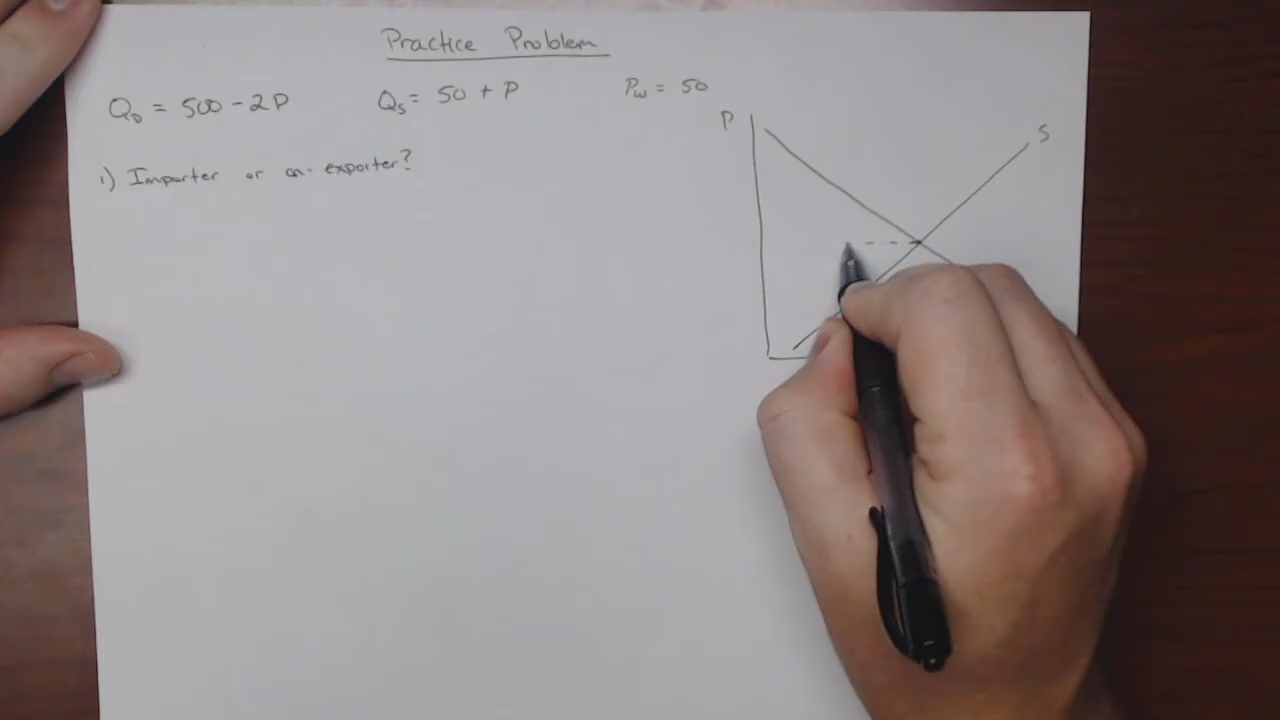 Practice Problem
Q_D = 500 - 2P Q_S = 50 + P P_W = 50
P
S
1) Importer or an exporter?